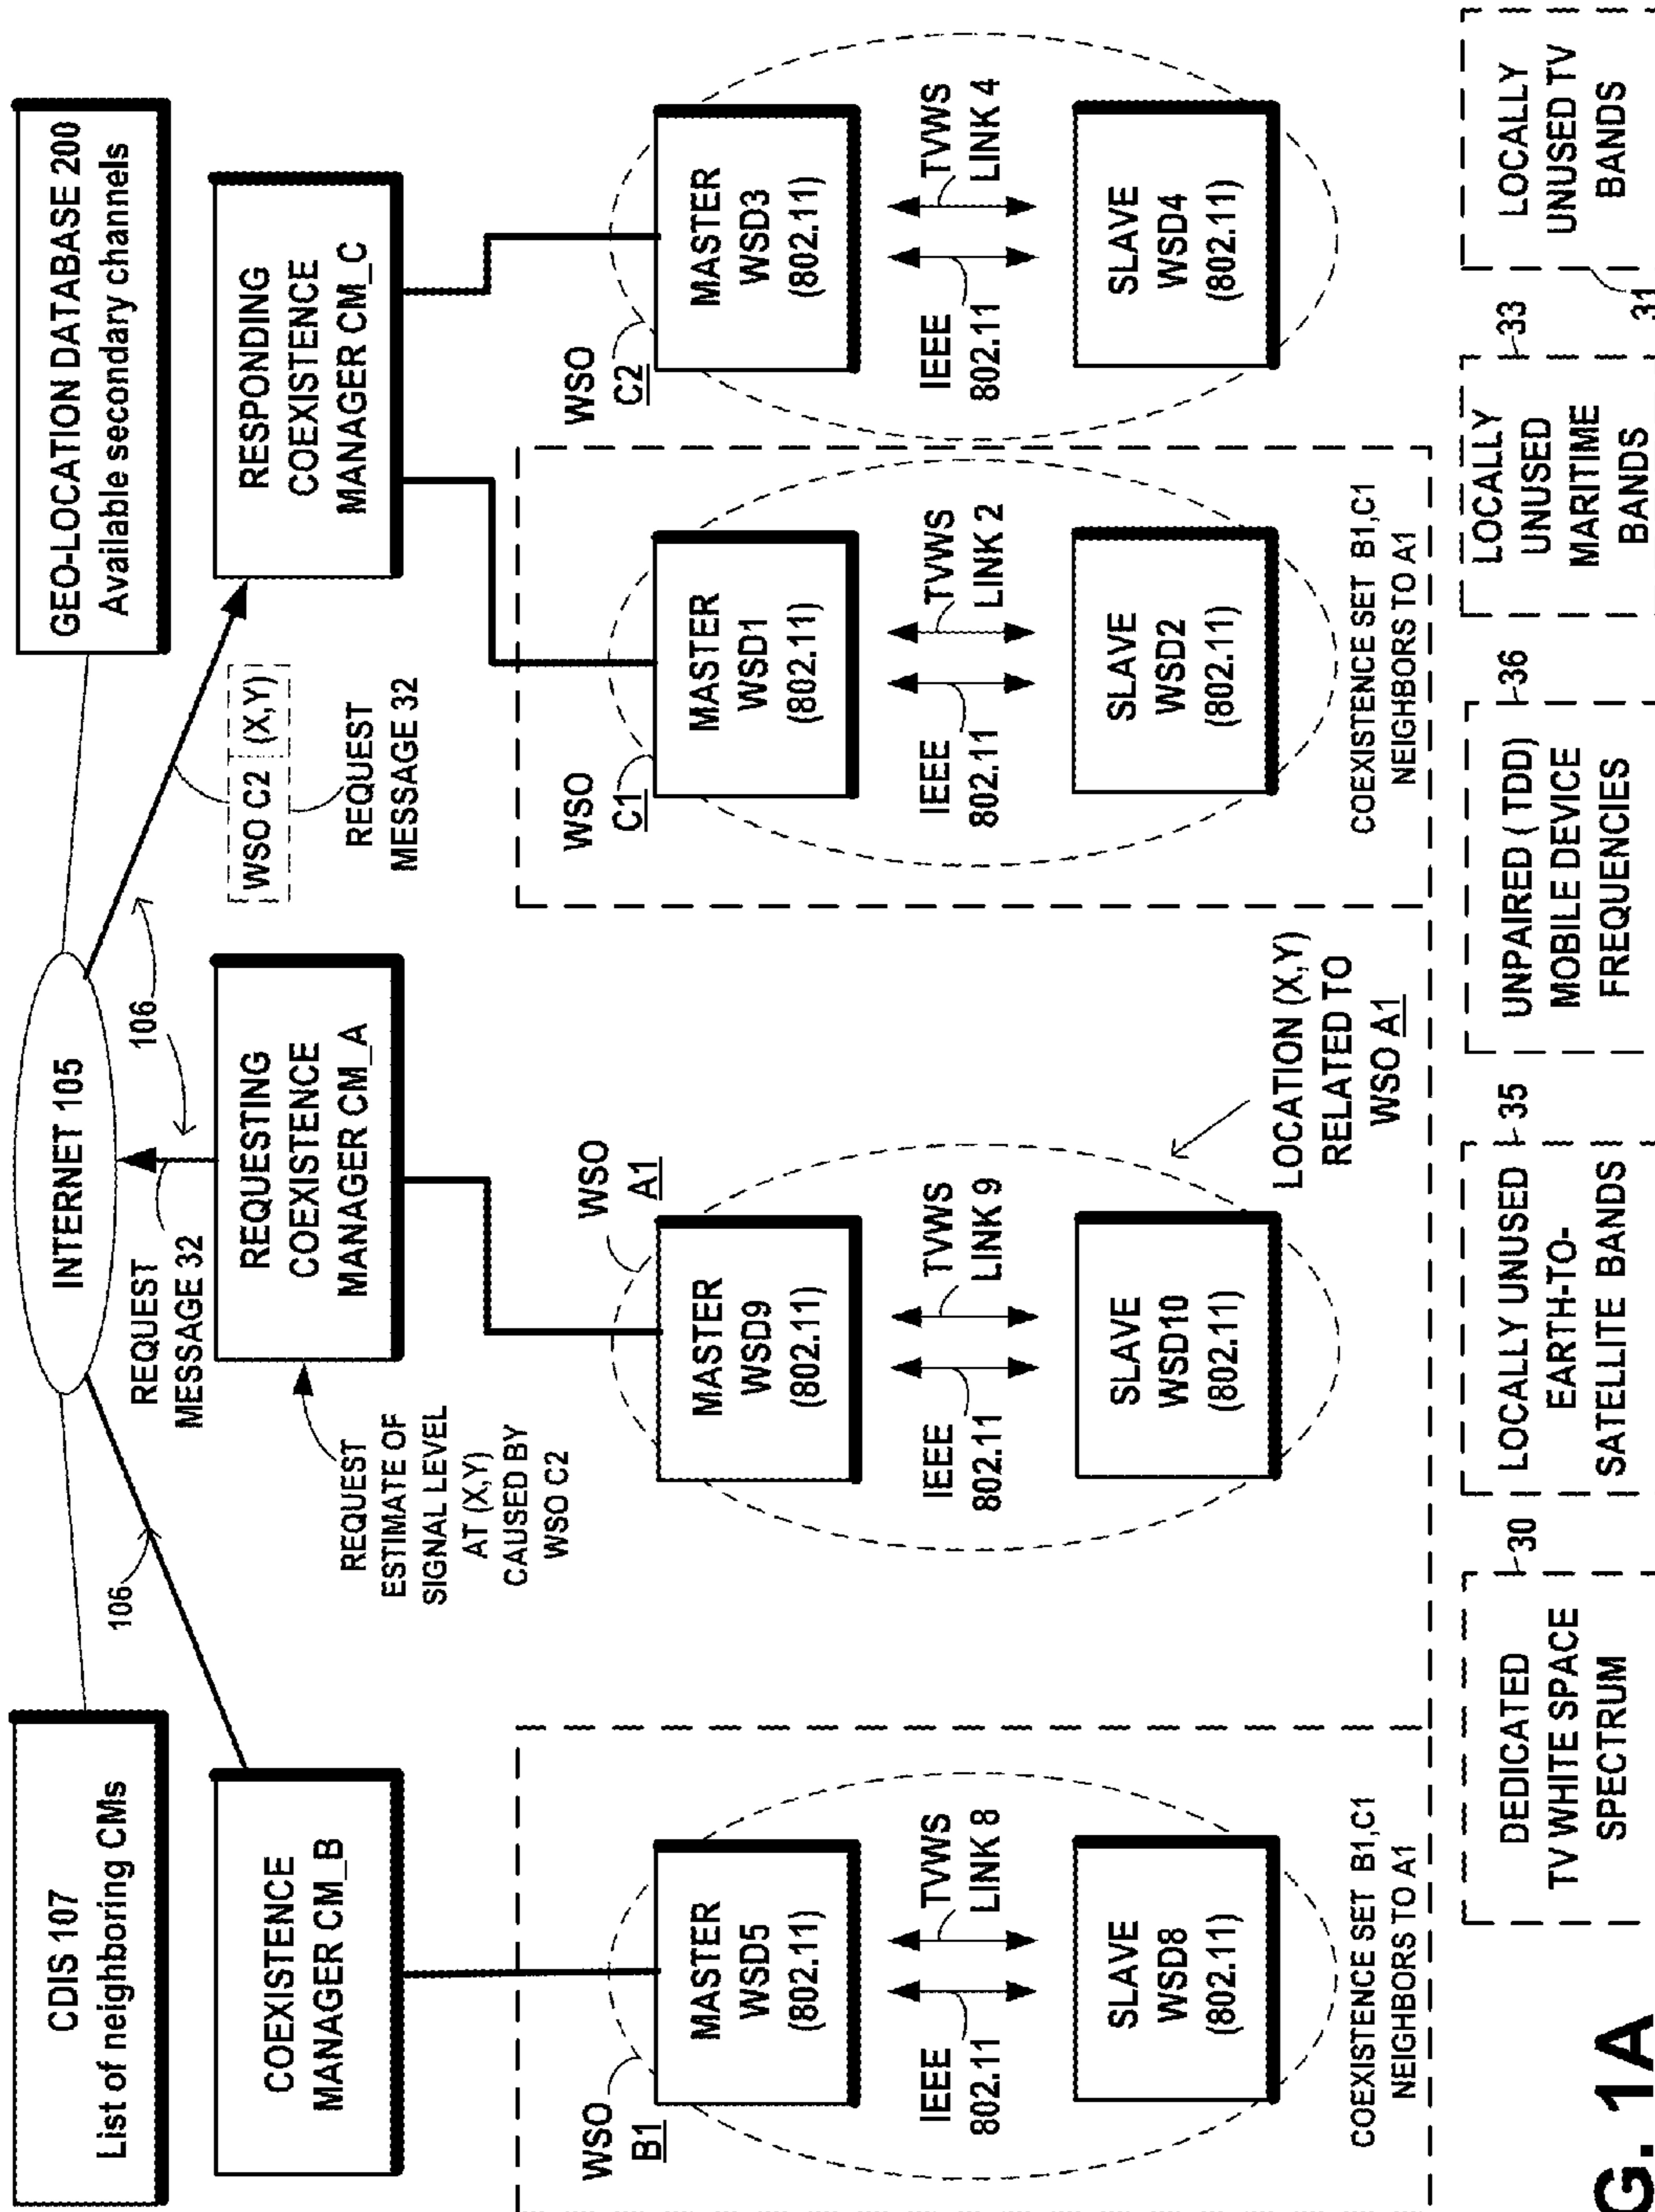 CDIS 107
List of neighboring CMs
INTERNET 105
GEO-LOCATION DATABASE 200
Available secondary channels
106
REQUEST
MESSAGE 32
106
WSO C2 (X,Y)
REQUEST
MESSAGE 32
COEXISTENCE
MANAGER CM_B
REQUESTING
COEXISTENCE
MANAGER CM_A
RESPONDING
COEXISTENCE
MANAGER CM_C
REQUEST
ESTIMATE OF
SIGNAL LEVEL
AT (X,Y)
CAUSED BY
WSO C2
WSO
B1
MASTER
WSD5
(802.11)
IEEE
802.11
TVWS
LINK 8
SLAVE
WSD8
(802.11)
COEXISTENCE SET B1,C1
NEIGHBORS TO A1
WSO
A1
MASTER
WSD9
(802.11)
IEEE
802.11
TVWS
LINK 9
SLAVE
WSD10
(802.11)
LOCATION (X,Y)
RELATED TO
WSO A1
WSO
C1
MASTER
WSD1
(802.11)
IEEE
802.11
TVWS
LINK 2
SLAVE
WSD2
(802.11)
COEXISTENCE SET B1,C1
NEIGHBORS TO A1
WSO
C2
MASTER
WSD3
(802.11)
IEEE
802.11
TVWS
LINK 4
SLAVE
WSD4
(802.11)
DEDICATED
TV WHITE SPACE
SPECTRUM
30
LOCALLY UNUSED
EARTH-TO-
SATELLITE BANDS
35
UNPAIRED (TDD)
MOBILE DEVICE
FREQUENCIES
36
LOCALLY
UNUSED
MARITIME
BANDS
33
LOCALLY
UNUSED TV
BANDS
31
G. 1A